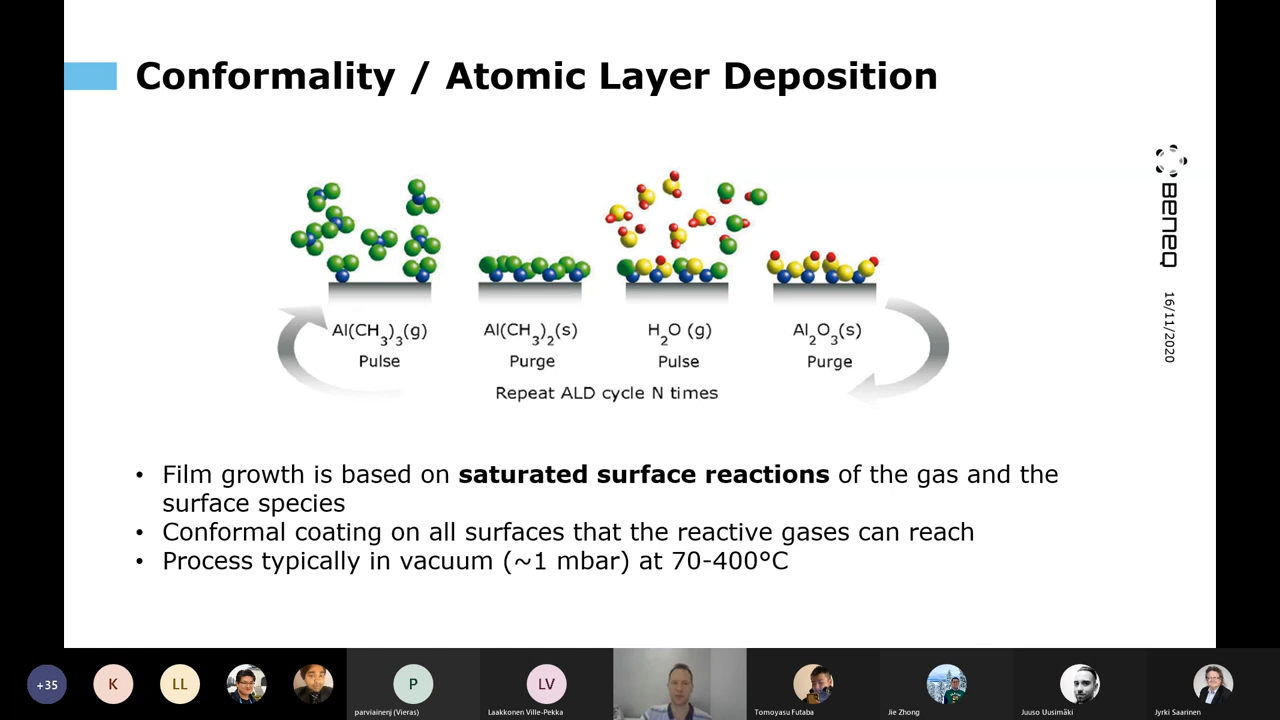 Conformality / Atomic Layer Deposition
BENEQ
16/11/2020
Al(CH3)3(g)
Pulse
Al(CH3)2(s)
Purge
H2O (g)
Pulse
Al2O3(s)
Purge
Repeat ALD cycle N times
• Film growth is based on saturated surface reactions of the gas and the
surface species
• Conformal coating on all surfaces that the reactive gases can reach
• Process typically in vacuum (~1 mbar) at 70-400°C
+35
K
LL
P
parviainenj (Vieras)
LV
Laakkonen Ville-Pekka
Tomoyasu Futaba
Jie Zhong
Juuso Uusimäki
Jyrki Saarinen